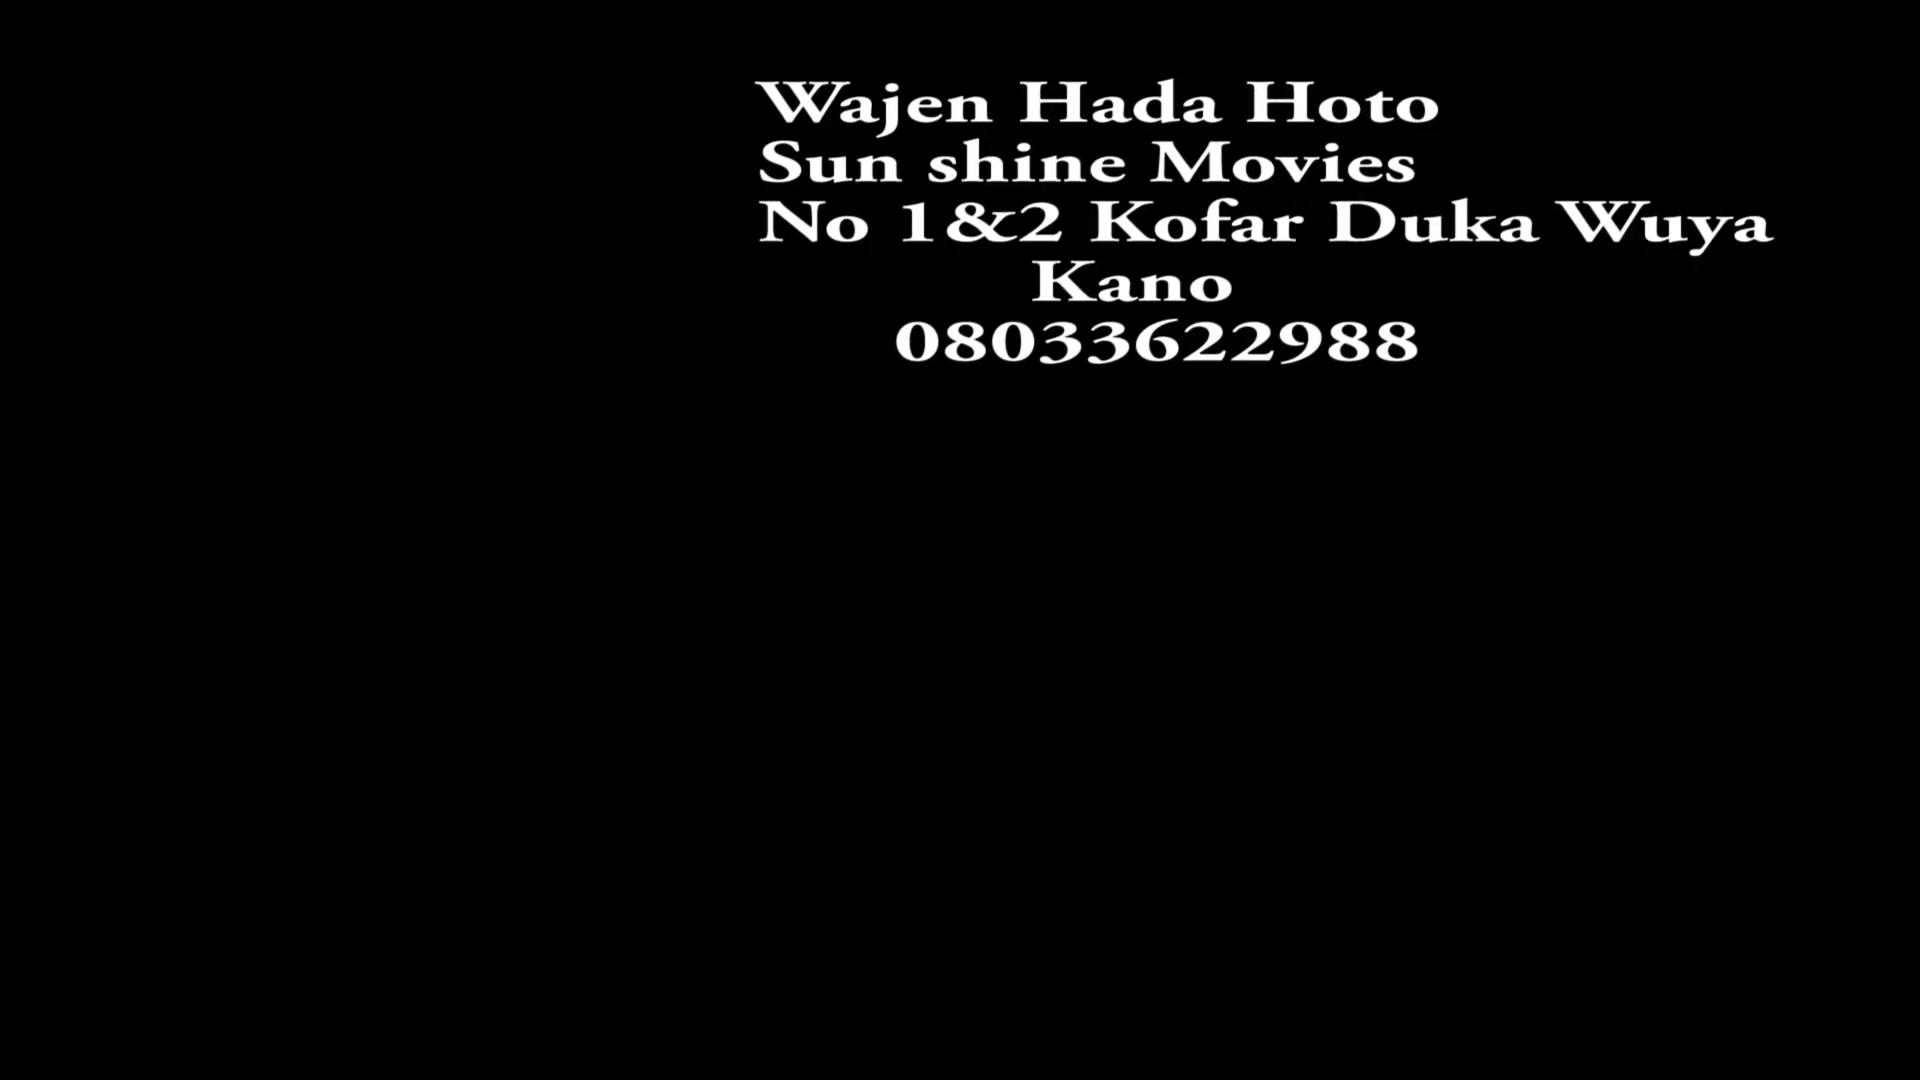 Wajen Hada Hoto
Sun shine Movies
No 1&2 Kofar Duka Wuya
Kano
08033622988